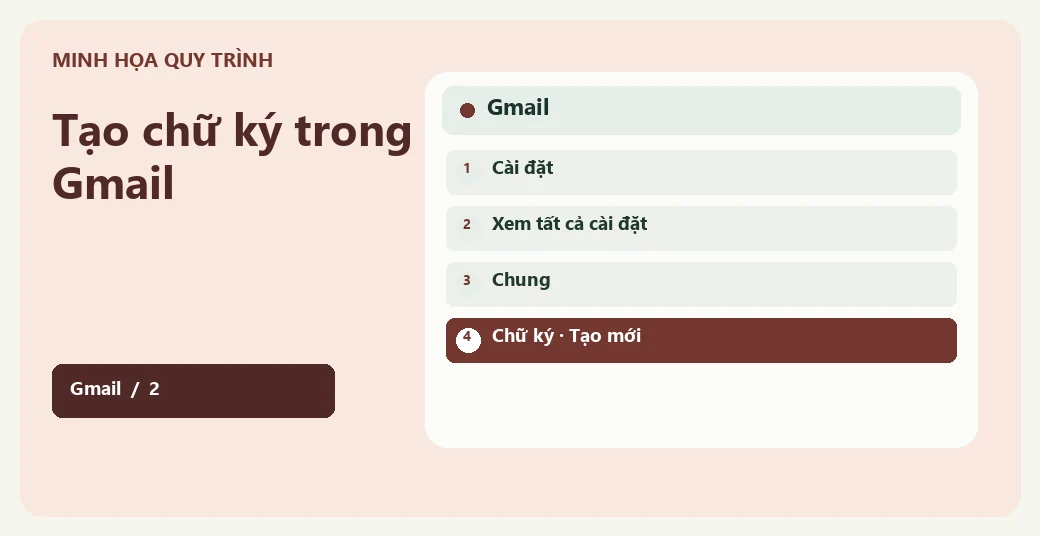 MINH HỌA QUY TRÌNH
Tạo chữ ký trong
Gmail
Gmail / 2
Gmail
1 Cài đặt
2 Xem tất cả cài đặt
3 Chung
4 Chữ ký · Tạo mới